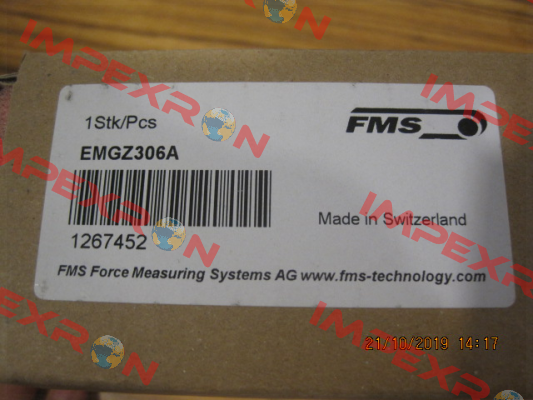 1Stk/Pcs
FMS
EMGZ306A
Made in Switzerland
1267452
FMS Force Measuring Systems AG www.fms-technology.com
21/10/2019 14:17
IMPEXRON
IMPEXRON
IMPEXRON
IMPEXRON
IMPEXRON
IMPEXRON